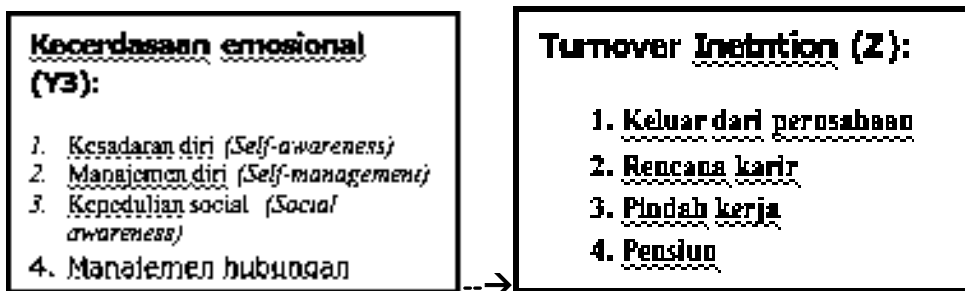 Kecerdasaan emosional
(Y3):
1. Kesadaran diri (Self-awareness)
2. Manajemen diri (Self-management)
3. Kepedulian social (Social
awareness)
4. Manajemen hubungan
-->
Turnover Inetntion (Z):
1. Keluar dari perusahaan
2. Rencana karir
3. Pindah kerja
4. Pensiun